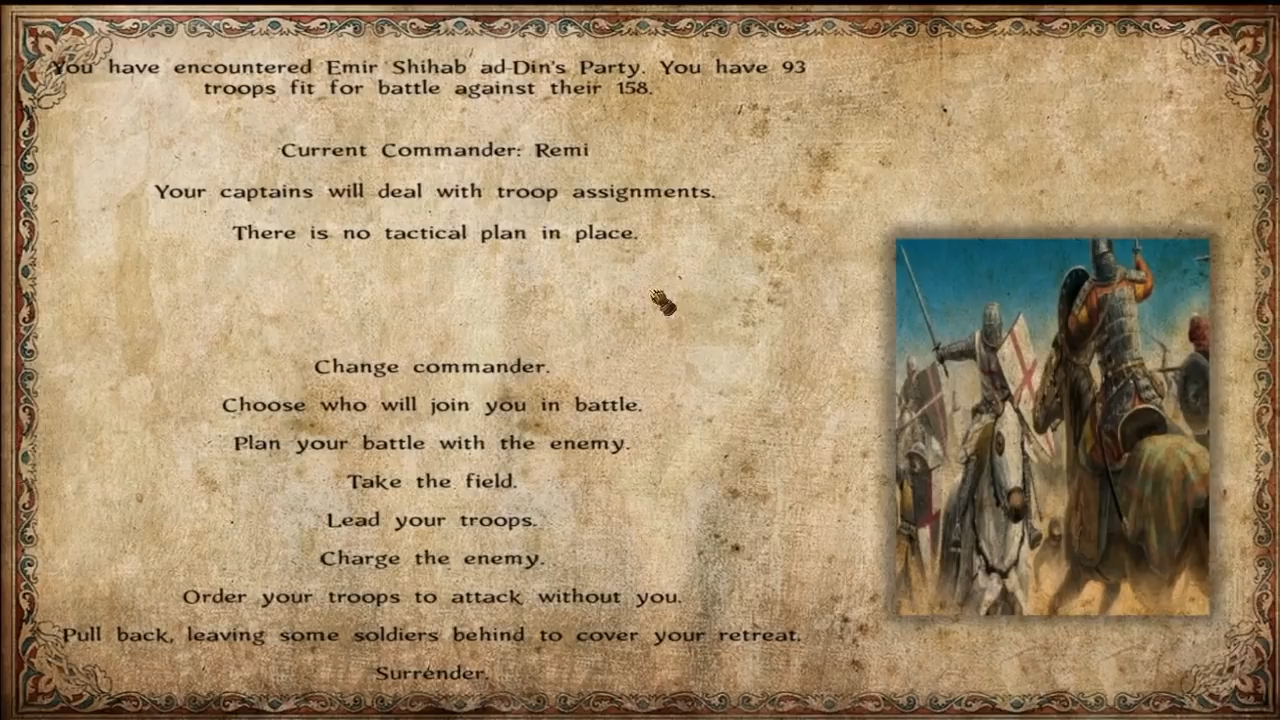 You have encountered Emir Shihab ad-Din's Party. You have 93
troops fit for battle against their 158.
Current Commander: Remi
Your captains will deal with troop assignments.
There is no tactical plan in place.
Change commander.
Choose who will join you in battle.
Plan your battle with the enemy.
Take the field.
Lead your troops.
Charge the enemy.
Order your troops to attack without you.
Pull back, leaving some soldiers behind to cover your retreat.
Surrender.